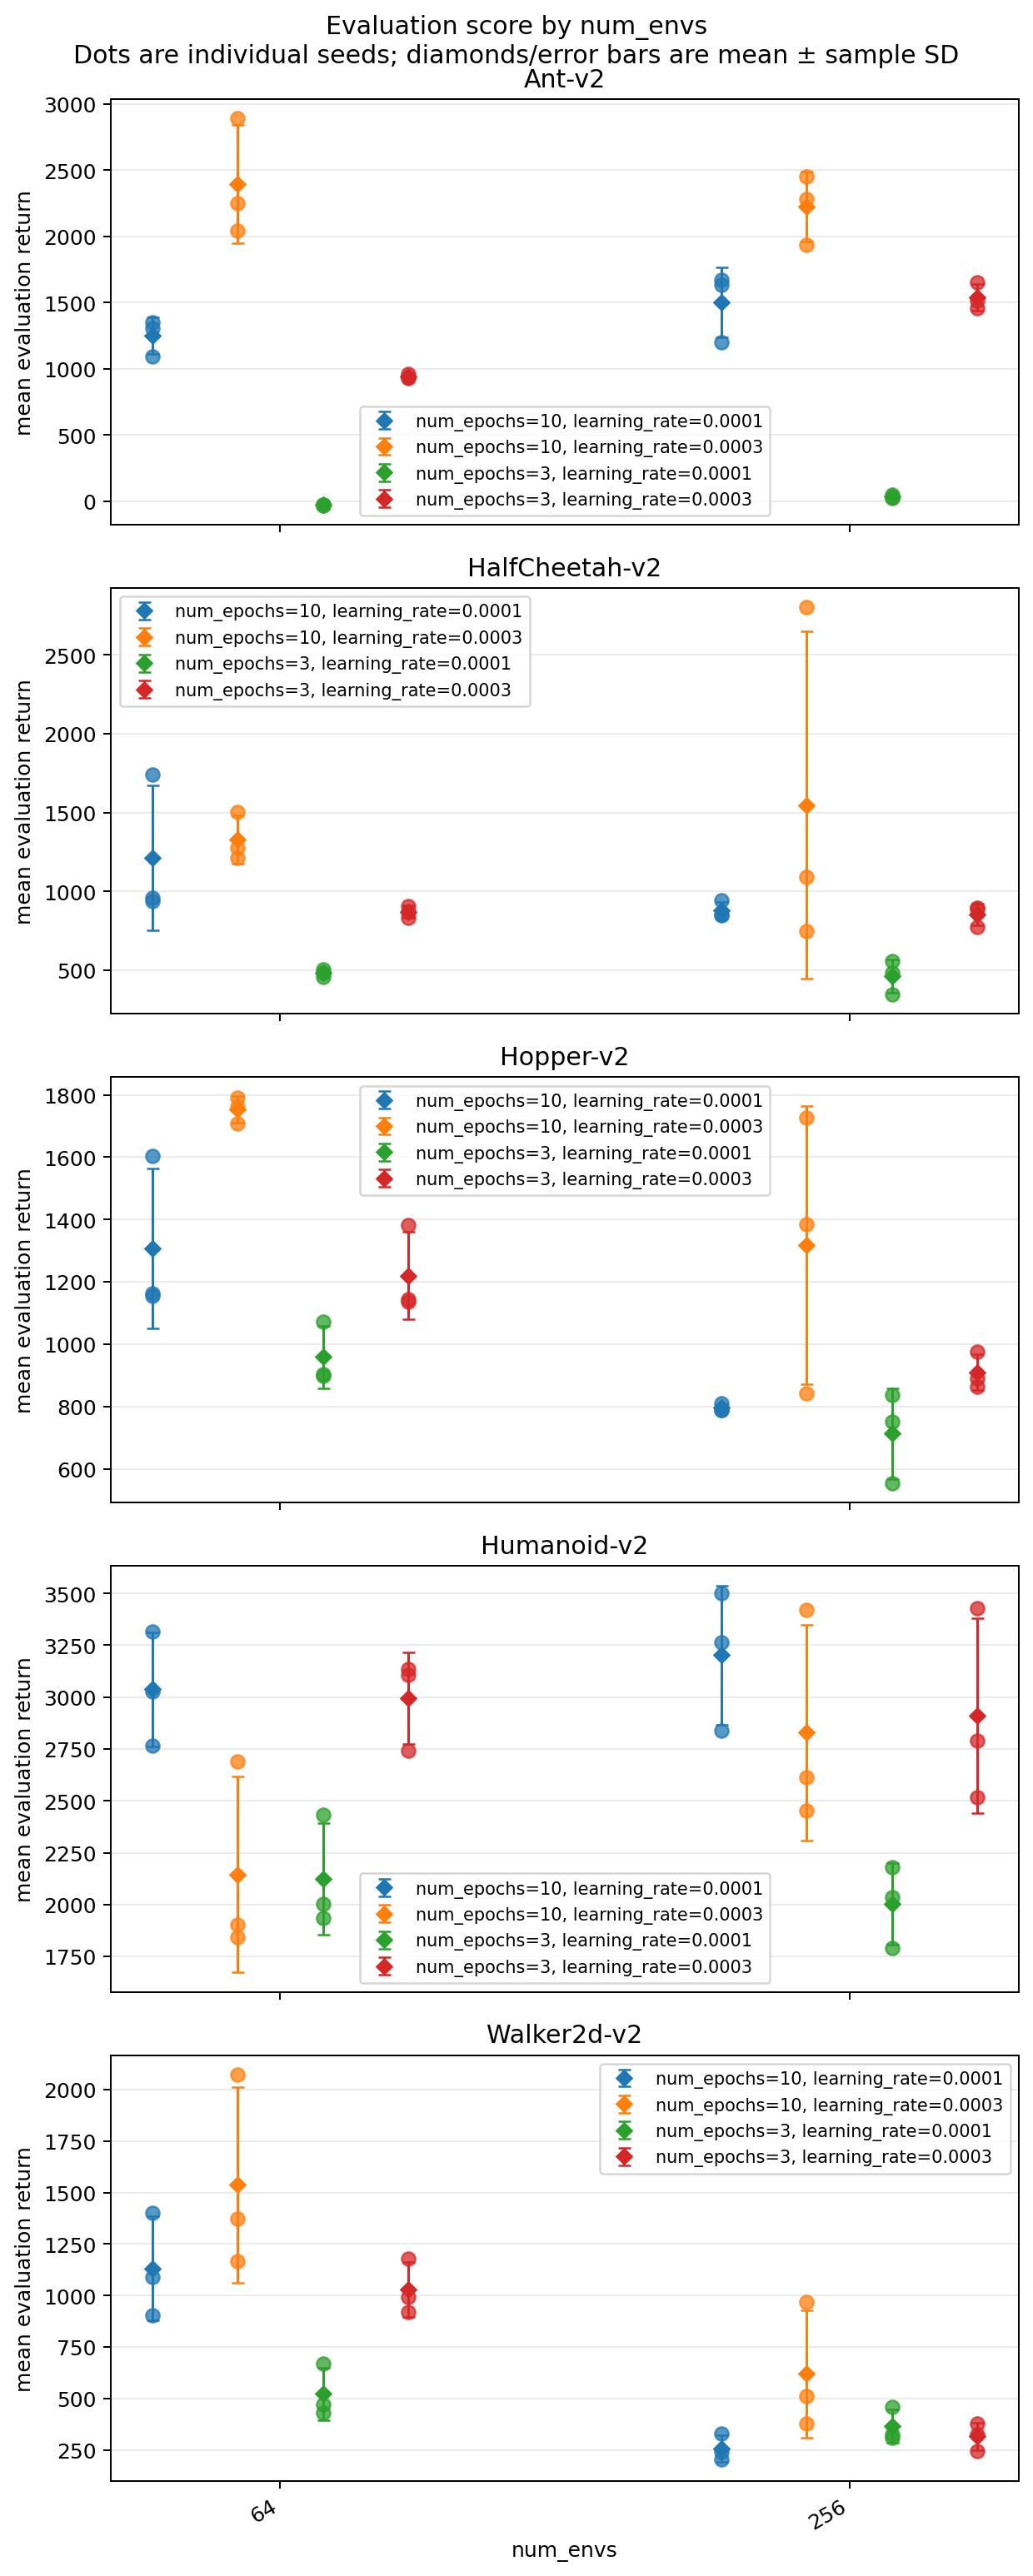 Evaluation score by num_envs
Dots are individual seeds; diamonds/error bars are mean ± sample SD
Ant-v2
3000
2500
2000
1500
1000
500
0
mean evaluation return
num_epochs=10, learning_rate=0.0001
num_epochs=10, learning_rate=0.0003
num_epochs=3, learning_rate=0.0001
num_epochs=3, learning_rate=0.0003
HalfCheetah-v2
2500
2000
1500
1000
500
mean evaluation return
num_epochs=10, learning_rate=0.0001
num_epochs=10, learning_rate=0.0003
num_epochs=3, learning_rate=0.0001
num_epochs=3, learning_rate=0.0003
Hopper-v2
1800
1600
1400
1200
1000
800
600
mean evaluation return
num_epochs=10, learning_rate=0.0001
num_epochs=10, learning_rate=0.0003
num_epochs=3, learning_rate=0.0001
num_epochs=3, learning_rate=0.0003
Humanoid-v2
3500
3250
3000
2750
2500
2250
2000
1750
mean evaluation return
num_epochs=10, learning_rate=0.0001
num_epochs=10, learning_rate=0.0003
num_epochs=3, learning_rate=0.0001
num_epochs=3, learning_rate=0.0003
Walker2d-v2
2000
1750
1500
1250
1000
750
500
250
mean evaluation return
num_epochs=10, learning_rate=0.0001
num_epochs=10, learning_rate=0.0003
num_epochs=3, learning_rate=0.0001
num_epochs=3, learning_rate=0.0003
64
256
num_envs